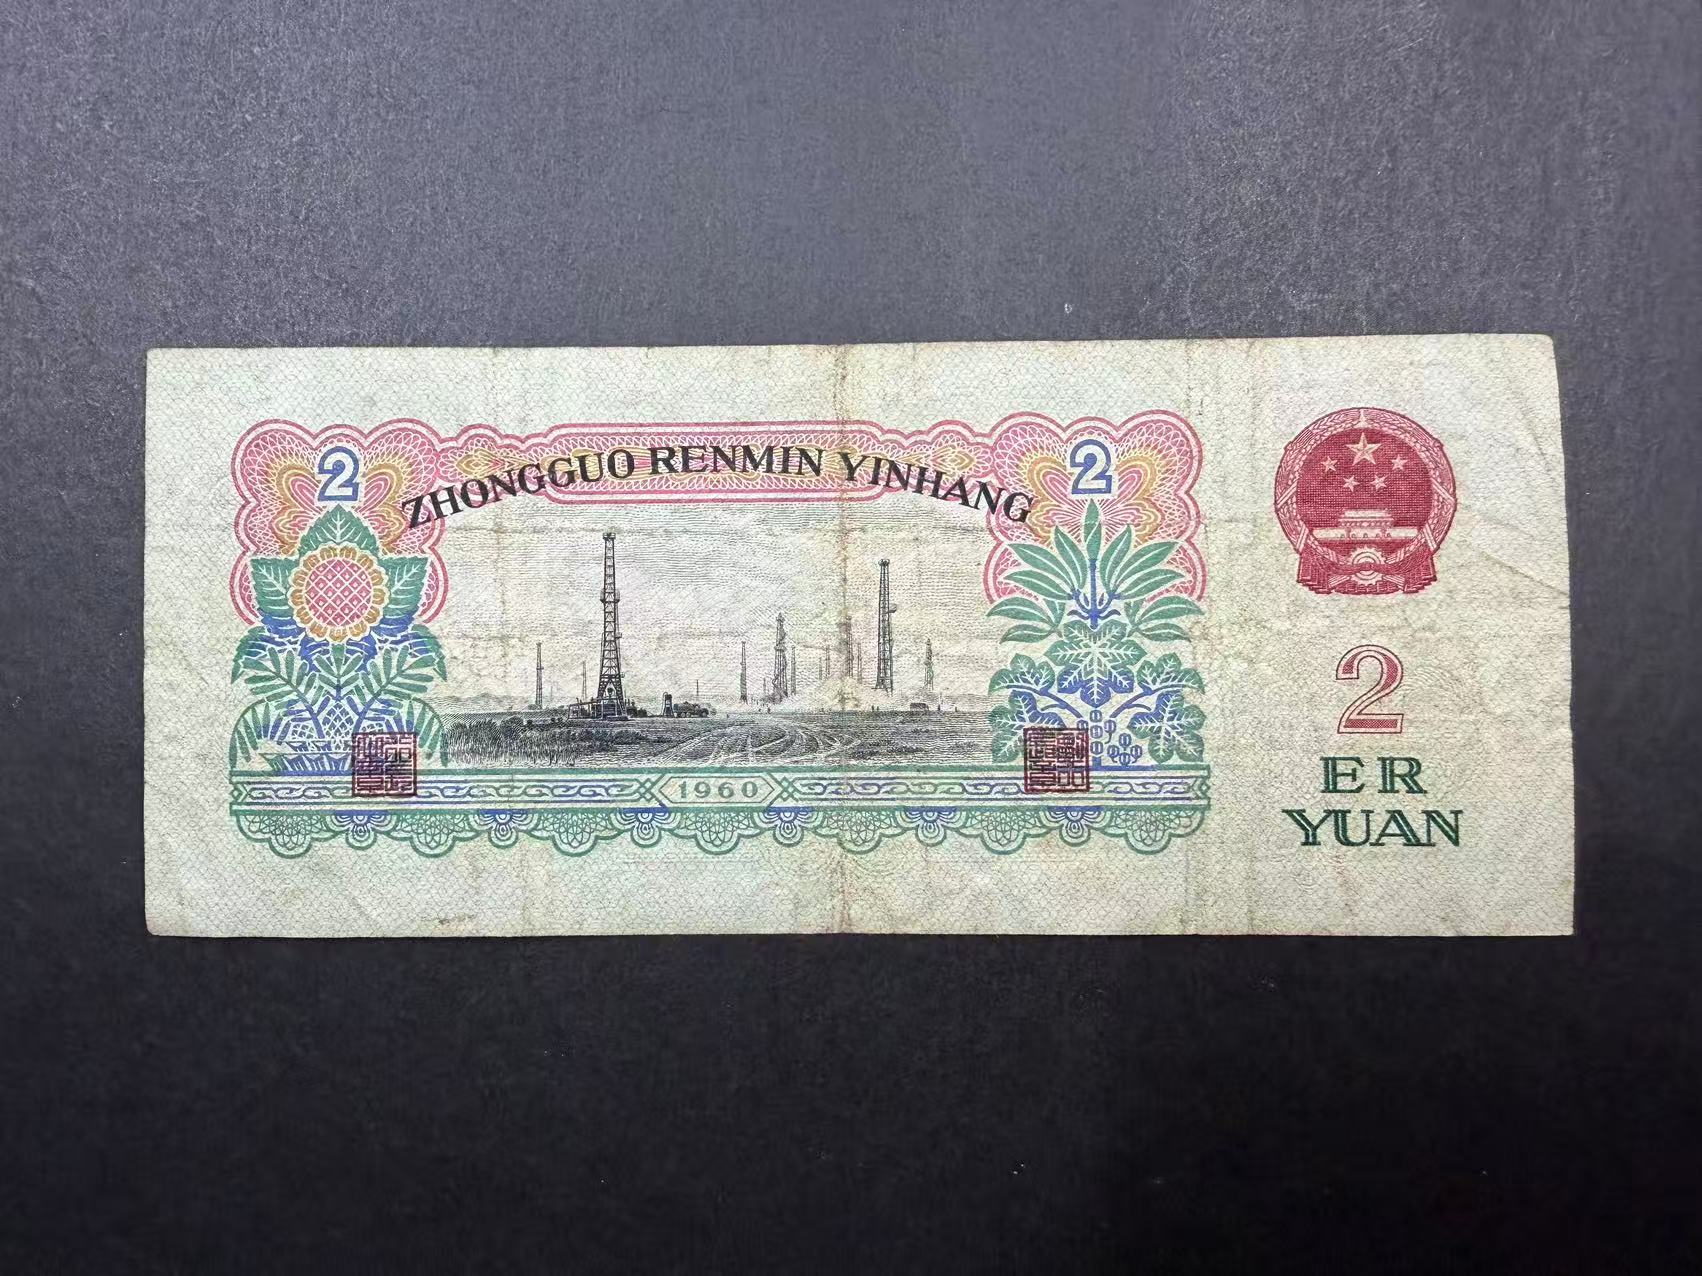 ZHONGGUO RENMIN YINHANG
2
2
1960
2
ER
YUAN